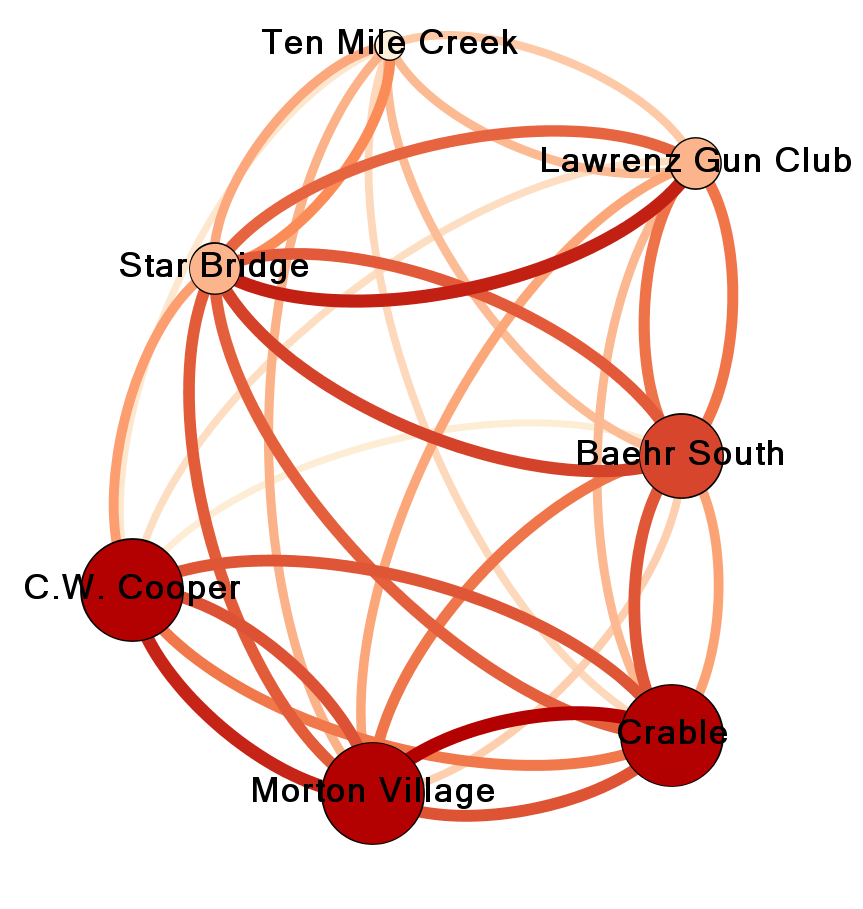 Ten Mile Creek
Lawrenz Gun Club
Star Bridge
Baehr South
C.W. Cooper
Crable
Morton Village